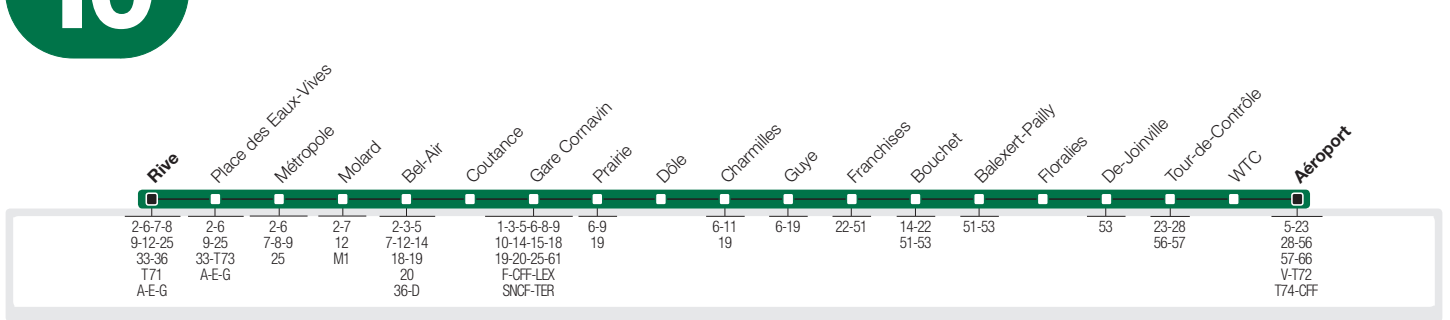 10
Rive
Place des Eaux-Vives
Métropole
Molard
Bel-Air
Coutance
Gare Cornavin
Prairie
Dôle
Charmilles
Guye
Franchises
Bouchet
Balexert-Pailly
Floralies
De-Joinville
Tour-de-Contrôle
WTC
Aéroport
2-6-7-8
9-12-25
33-36
T71
A-E-G
2-6
9-25
33-T73
A-E-G
2-6
7-8-9
25
2-7
12
M1
2-3-5
7-12-14
18-19
20
36-D
1-3-5-6-8-9
10-14-15-18
19-20-25-61
F-CFF-LEX
SNCF-TER
6-9
19
6-11
19
6-19
22-51
14-22
51-53
51-53
53
23-28
56-57
5-23
28-56
57-66
V-T72
T74-CFF